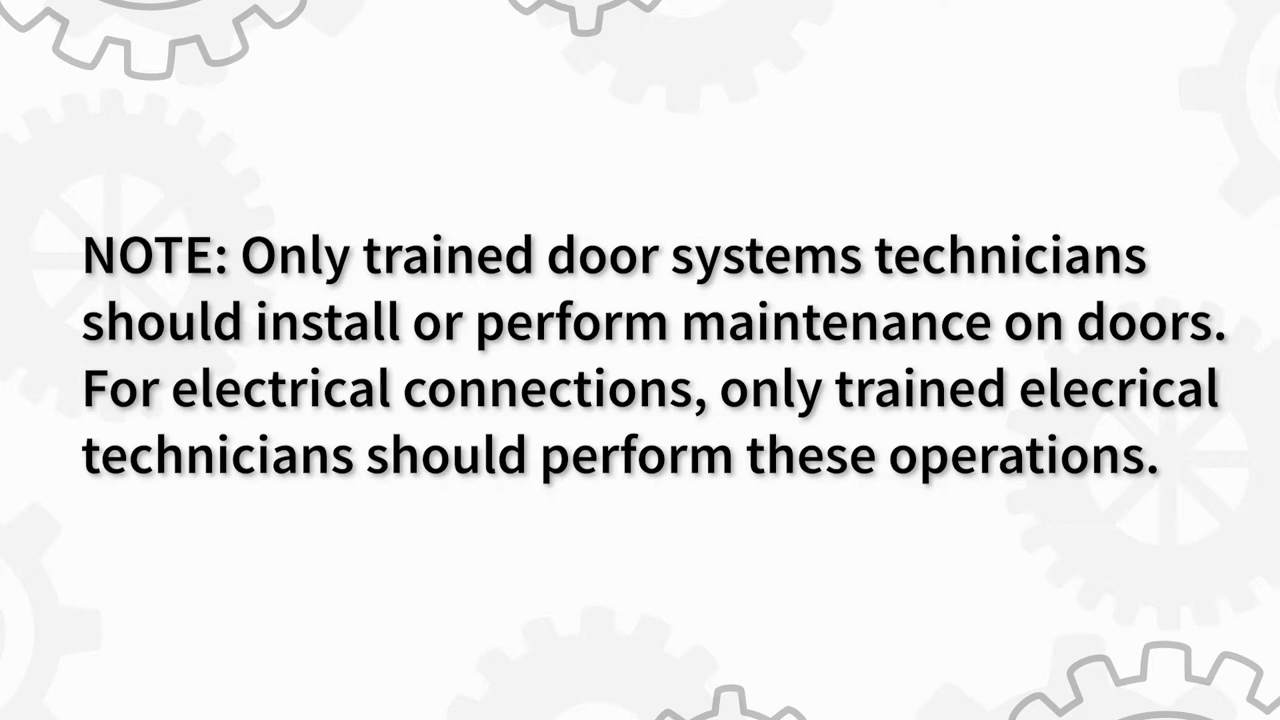 NOTE: Only trained door systems technicians
should install or perform maintenance on doors.
For electrical connections, only trained elecrical
technicians should perform these operations.